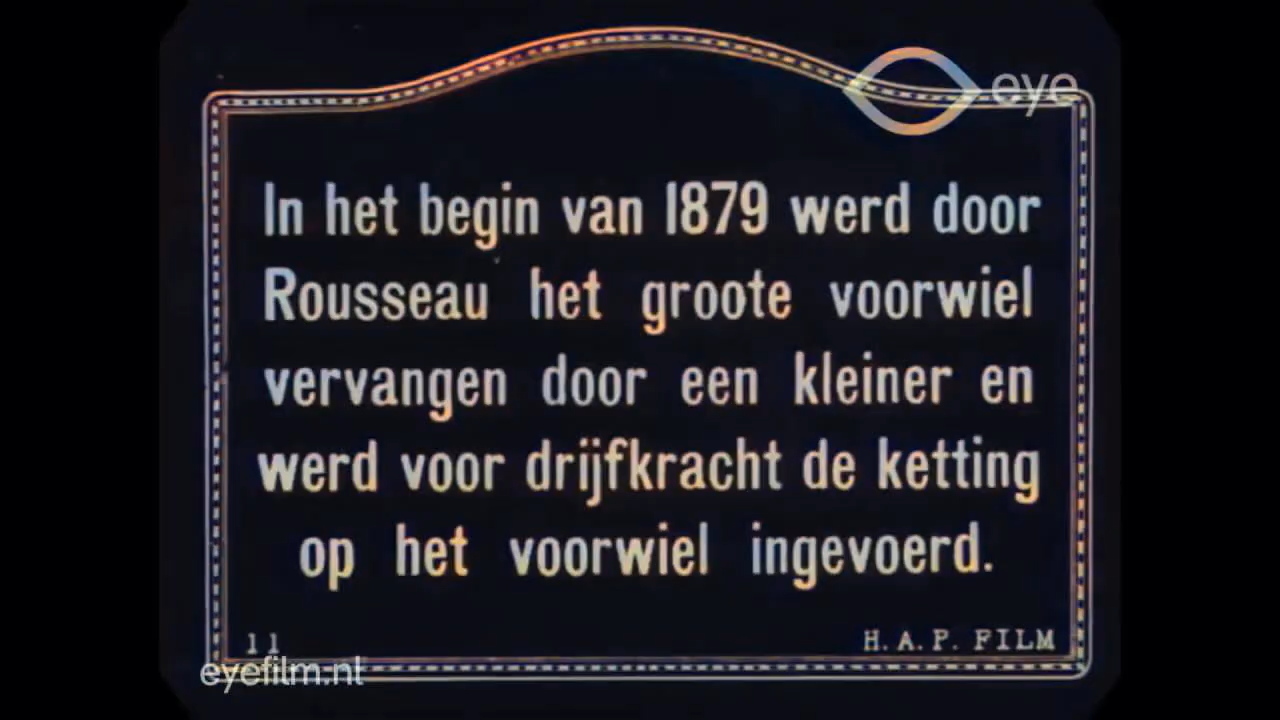 eye
In het begin van 1879 werd door
Rousseau het groote voorwiel
vervangen door een kleiner en
werd voor drijfkracht de ketting
op het voorwiel ingevoerd.
11
H.A.P. FILM
eyefilm.nl